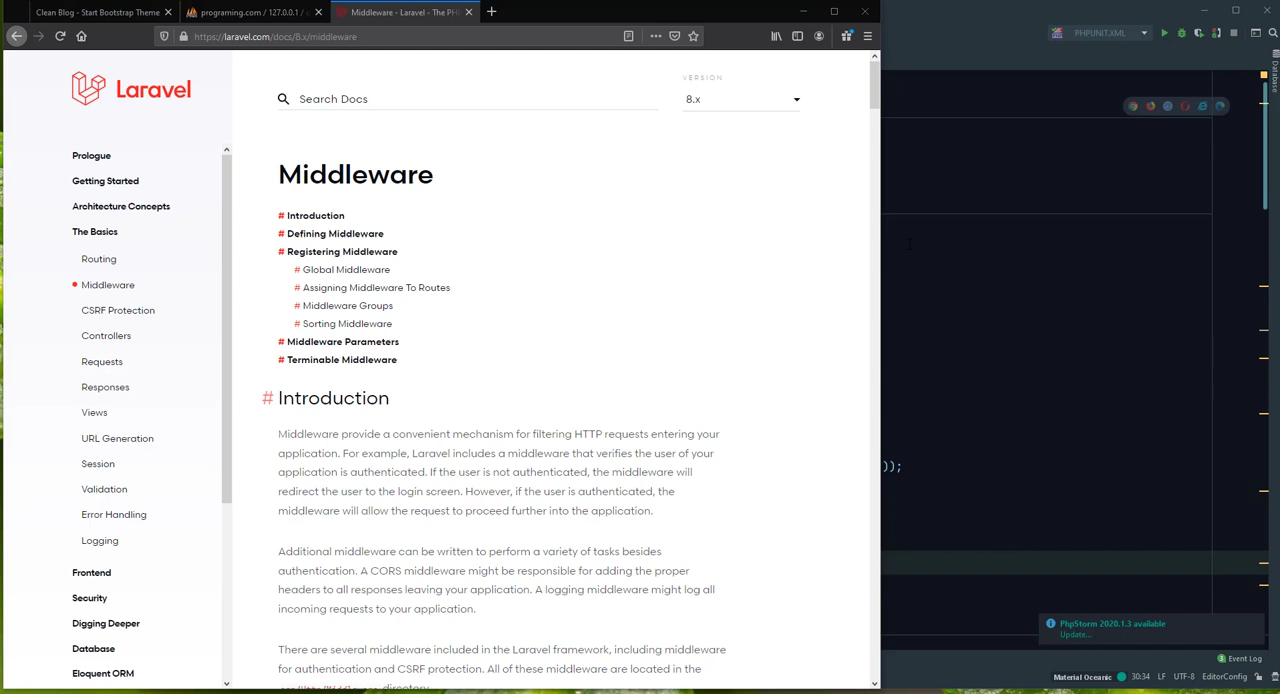 Clean Blog - Start Bootstrap Theme
programing.com / 127.0.0.1 /
Middleware - Laravel - The PH
https://laravel.com/docs/8.x/middleware
PHPUNIT.XML
Database
Laravel
Search Docs
VERSION
8.x
Prologue
Getting Started
Architecture Concepts
The Basics
Routing
Middleware
CSRF Protection
Controllers
Requests
Responses
Views
URL Generation
Session
Validation
Error Handling
Logging
Frontend
Security
Digging Deeper
Database
Eloquent ORM
Middleware
# Introduction
# Defining Middleware
# Registering Middleware
# Global Middleware
# Assigning Middleware To Routes
# Middleware Groups
# Sorting Middleware
# Middleware Parameters
# Terminable Middleware
# Introduction
Middleware provide a convenient mechanism for filtering HTTP requests entering your
application. For example, Laravel includes a middleware that verifies the user of your
application is authenticated. If the user is not authenticated, the middleware will
redirect the user to the login screen. However, if the user is authenticated, the
middleware will allow the request to proceed further into the application.
Additional middleware can be written to perform a variety of tasks besides
authentication. A CORS middleware might be responsible for adding the proper
headers to all responses leaving your application. A logging middleware might log all
incoming requests to your application.
There are several middleware included in the Laravel framework, including middleware
for authentication and CSRF protection. All of these middleware are located in the
directory.
));
PhpStorm 2020.1.3 available
Update...
3 Event Log
Material Oceanic 30:34 LF UTF-8 EditorConfig